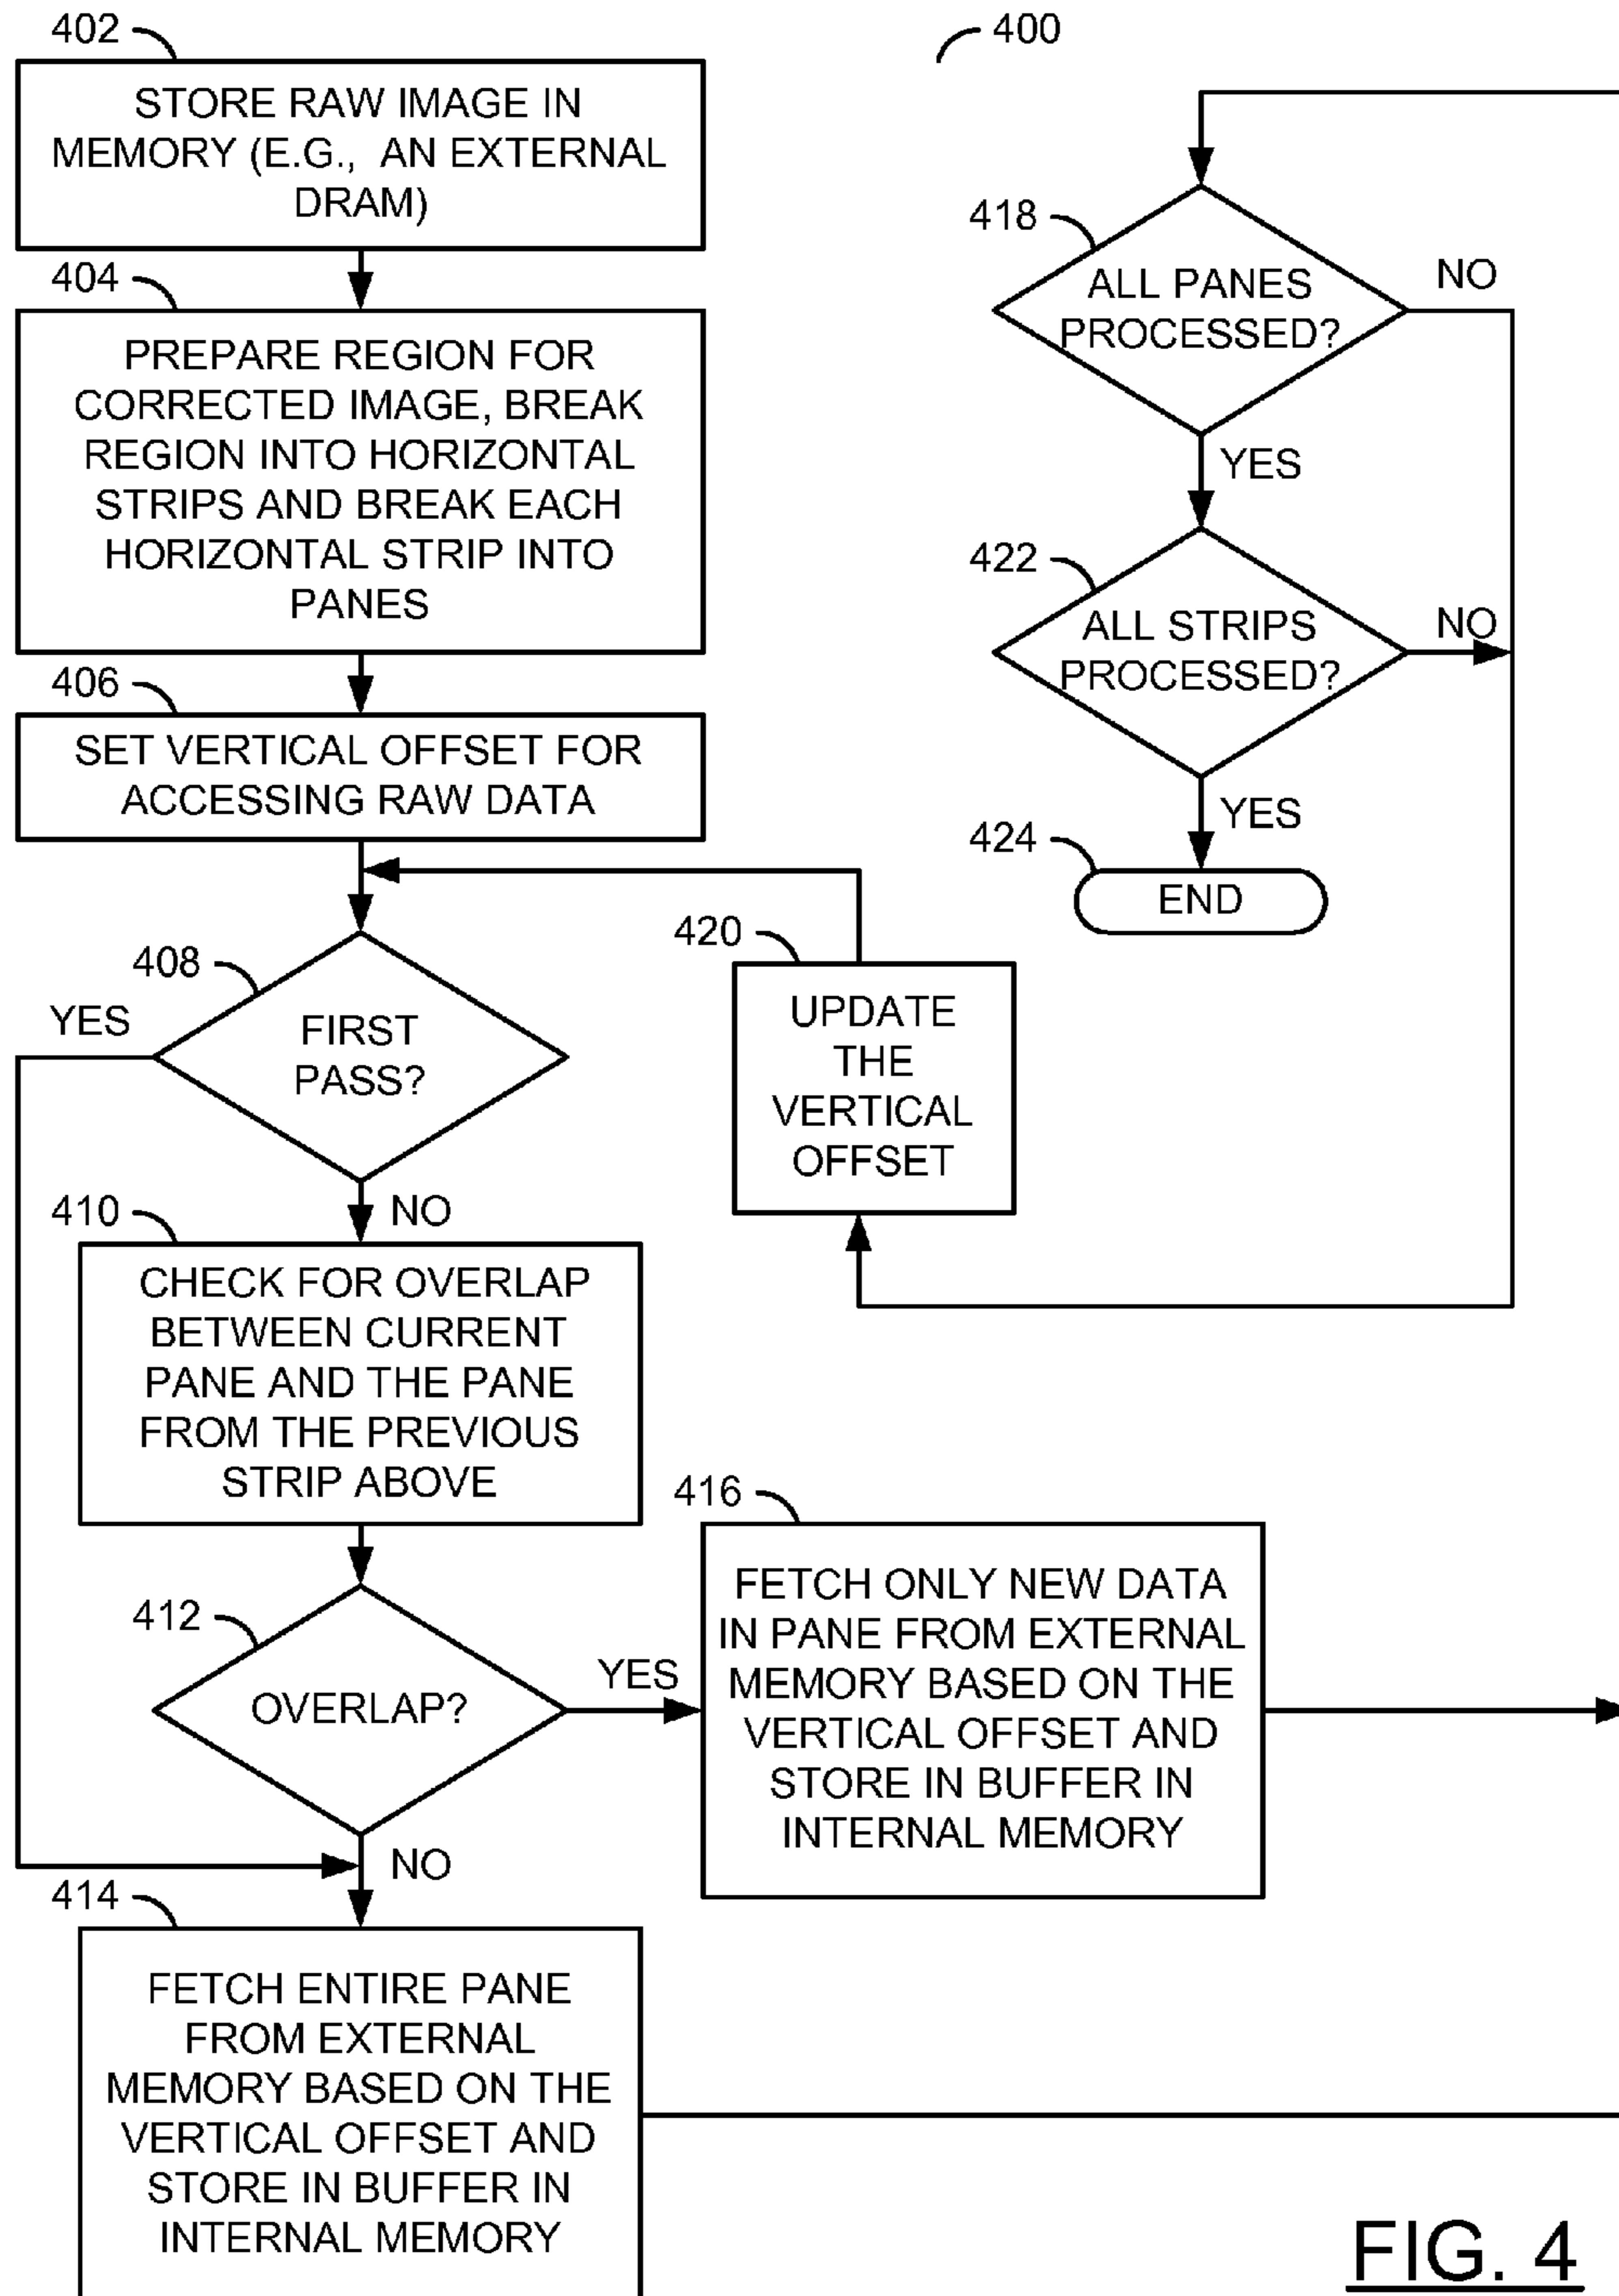 402
STORE RAW IMAGE IN
MEMORY (E.G., AN EXTERNAL
DRAM)
404
PREPARE REGION FOR
CORRECTED IMAGE, BREAK
REGION INTO HORIZONTAL
STRIPS AND BREAK EACH
HORIZONTAL STRIP INTO
PANES
406
SET VERTICAL OFFSET FOR
ACCESSING RAW DATA
408
YES
FIRST
PASS?
NO
410
CHECK FOR OVERLAP
BETWEEN CURRENT
PANE AND THE PANE
FROM THE PREVIOUS
STRIP ABOVE
412
OVERLAP?
YES
NO
414
FETCH ENTIRE PANE
FROM EXTERNAL
MEMORY BASED ON THE
VERTICAL OFFSET AND
STORE IN BUFFER IN
INTERNAL MEMORY
416
FETCH ONLY NEW DATA
IN PANE FROM EXTERNAL
MEMORY BASED ON THE
VERTICAL OFFSET AND
STORE IN BUFFER IN
INTERNAL MEMORY
400
418
ALL PANES
PROCESSED?
NO
YES
422
ALL STRIPS
PROCESSED?
NO
YES
424
END
420
UPDATE
THE
VERTICAL
OFFSET
FIG. 4